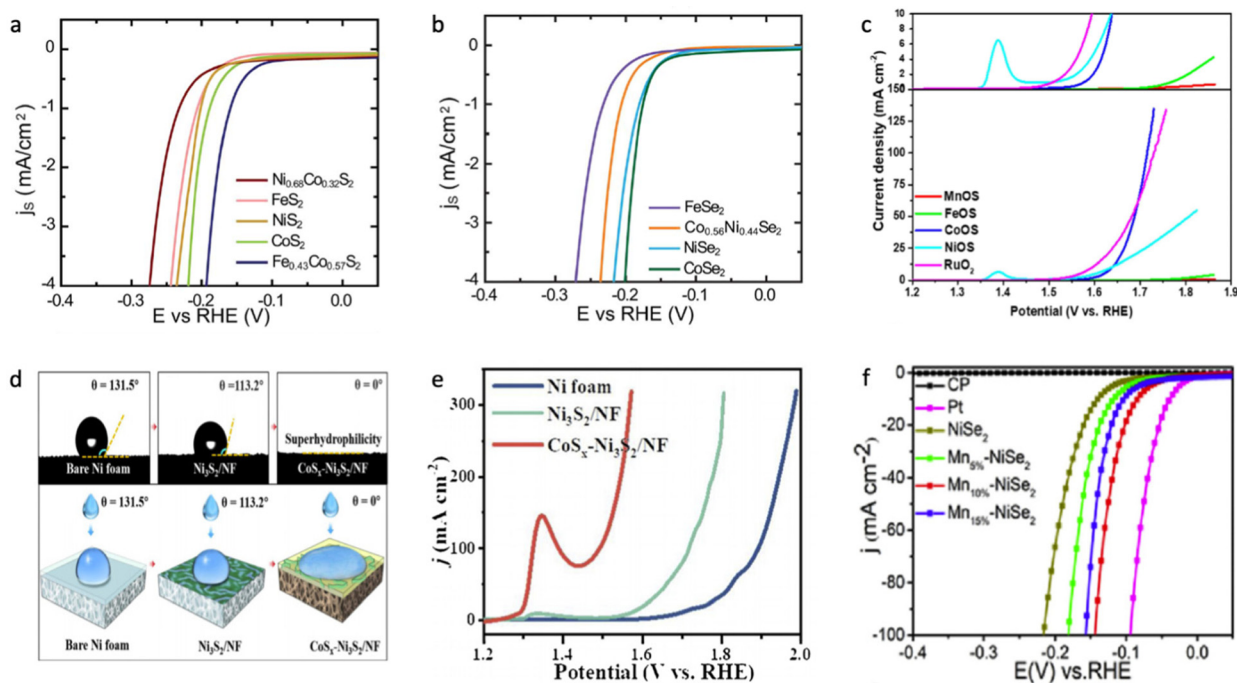 a
0
-1
-2
-3
-4
jS (mA/cm²)
Ni0.68Co0.32S2
FeS2
NiS2
CoS2
Fe0.43Co0.57S2
-0.3 -0.2 -0.1 0.0
E vs RHE (V)
b
0
-1
-2
-3
-4
jS (mA/cm²)
FeSe2
Co0.56Ni0.44Se2
NiSe2
CoSe2
-0.4 -0.3 -0.2 -0.1 0.0
E vs RHE (V)
c
10
8
6
4
2
125
100
75
50
25
0
Current density (mA cm⁻²)
MnOS
FeOS
CoOS
NiOS
RuO2
1.2 1.3 1.4 1.5 1.6 1.7 1.8 1.9
Potential (V vs. RHE)
d
θ = 131.5° θ =113.2° θ = 0°
Superhydrophilicity
Bare Ni foam Ni3S2/NF CoSx-Ni3S2/NF
θ = 131.5° θ =113.2° θ = 0°
Bare Ni foam Ni3S2/NF CoSx-Ni3S2/NF
e
300
200
100
0
j (mA cm⁻²)
Ni foam
Ni3S2/NF
CoSx-Ni3S2/NF
1.2 1.4 1.6 1.8 2.0
Potential (V vs. RHE)
f
0
-20
-40
-60
-80
-100
j (mA cm⁻²)
CP
Pt
NiSe2
Mn5%-NiSe2
Mn10%-NiSe2
Mn15%-NiSe2
-0.4 -0.3 -0.2 -0.1 0.0
E(V) vs.RHE